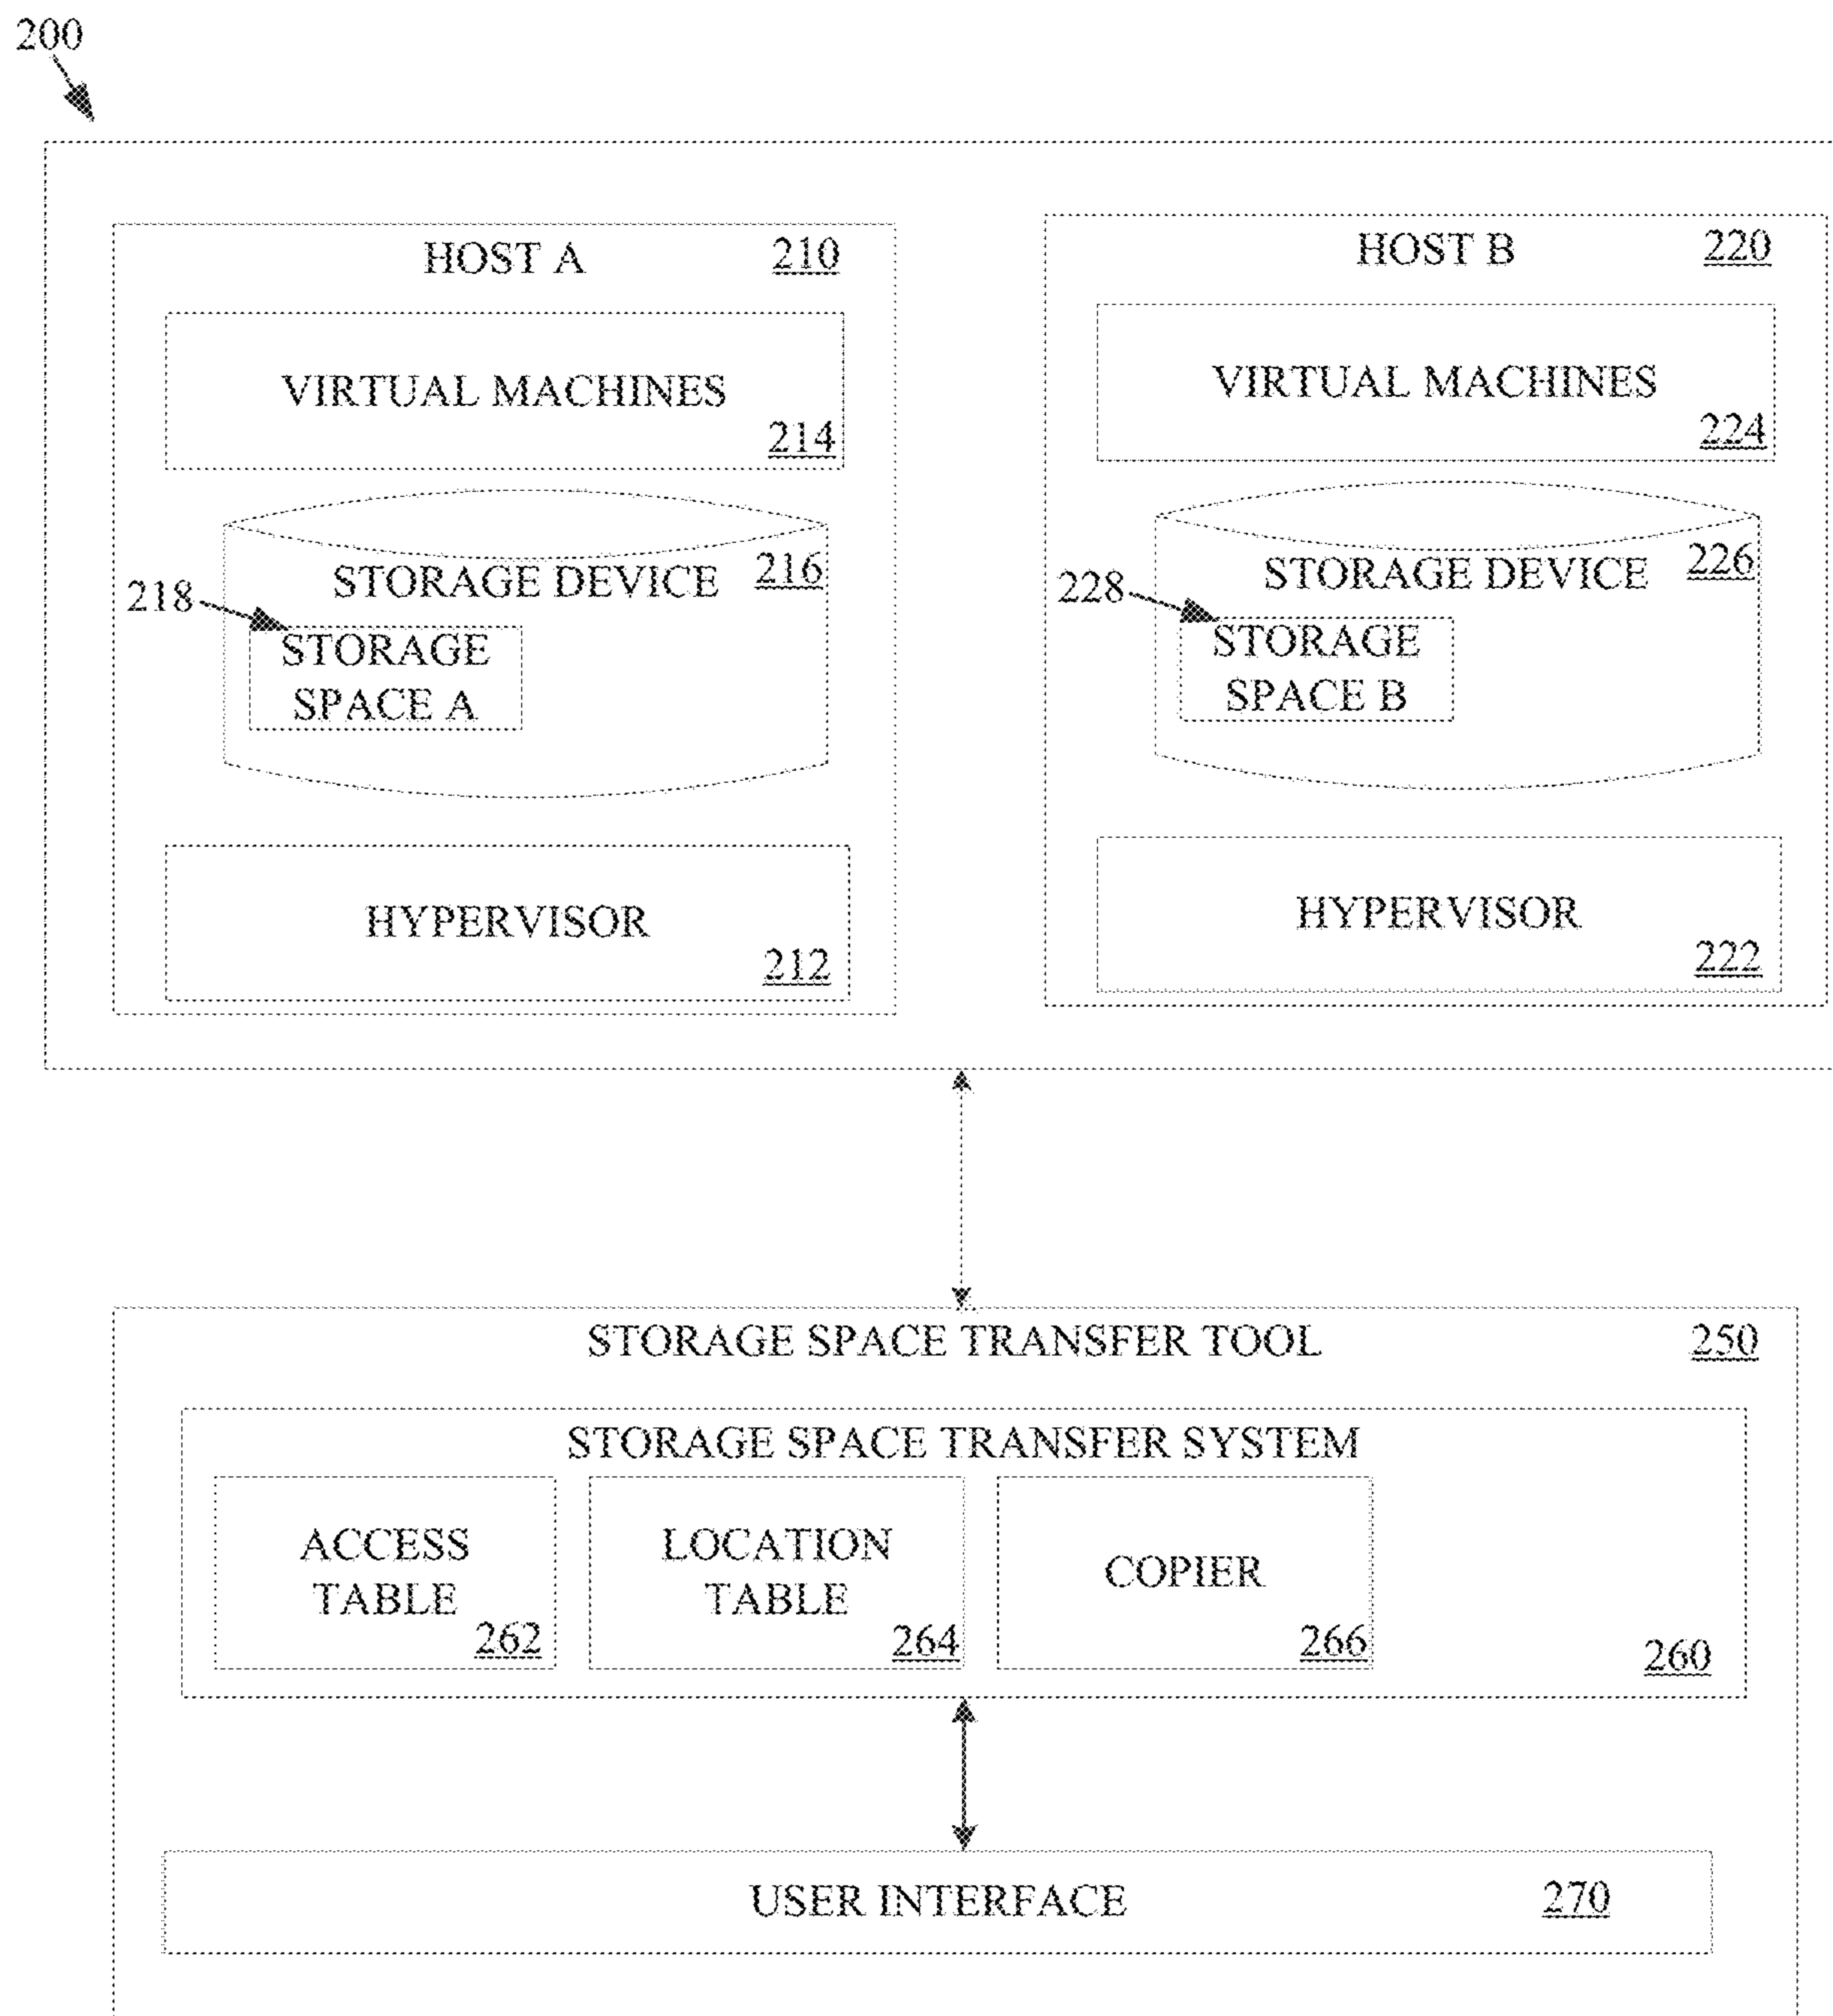 200
HOST A 210
VIRTUAL MACHINES
214
STORAGE DEVICE 216
218
STORAGE
SPACE A
HYPERVISOR
212
HOST B 220
VIRTUAL MACHINES
224
STORAGE DEVICE 226
228
STORAGE
SPACE B
HYPERVISOR
222
STORAGE SPACE TRANSFER TOOL 250
STORAGE SPACE TRANSFER SYSTEM
ACCESS
TABLE
262
LOCATION
TABLE
264
COPIER
266
260
USER INTERFACE 270